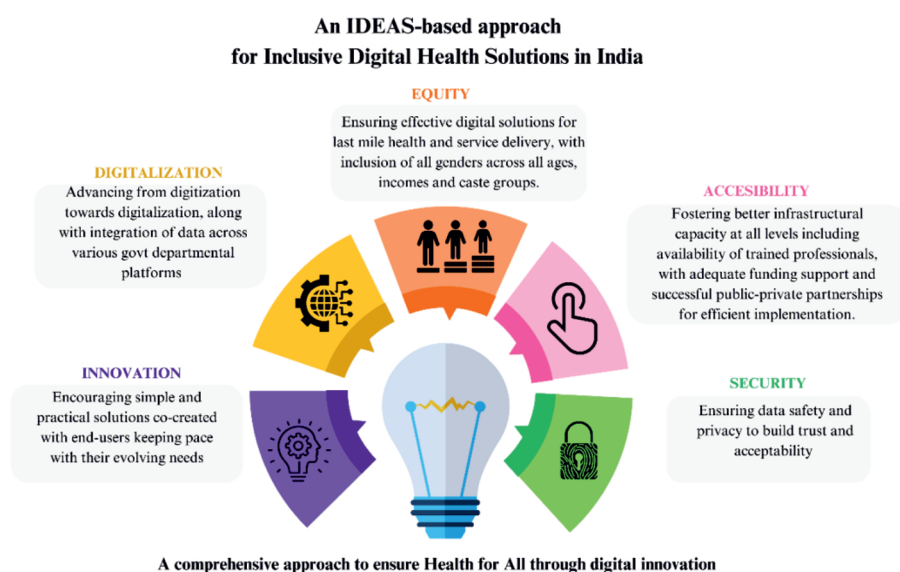 An IDEAS-based approach
for Inclusive Digital Health Solutions in India
INNOVATION
Encouraging simple and
practical solutions co-created
with end-users keeping pace
with their evolving needs
DIGITALIZATION
Advancing from digitization
towards digitalization, along
with integration of data across
various govt departmental
platforms
EQUITY
Ensuring effective digital solutions for
last mile health and service delivery, with
inclusion of all genders across all ages,
incomes and caste groups.
ACCESIBILITY
Fostering better infrastructural
capacity at all levels including
availability of trained professionals,
with adequate funding support and
successful public-private partnerships
for efficient implementation.
SECURITY
Ensuring data safety and
privacy to build trust and
acceptability
A comprehensive approach to ensure Health for All through digital innovation